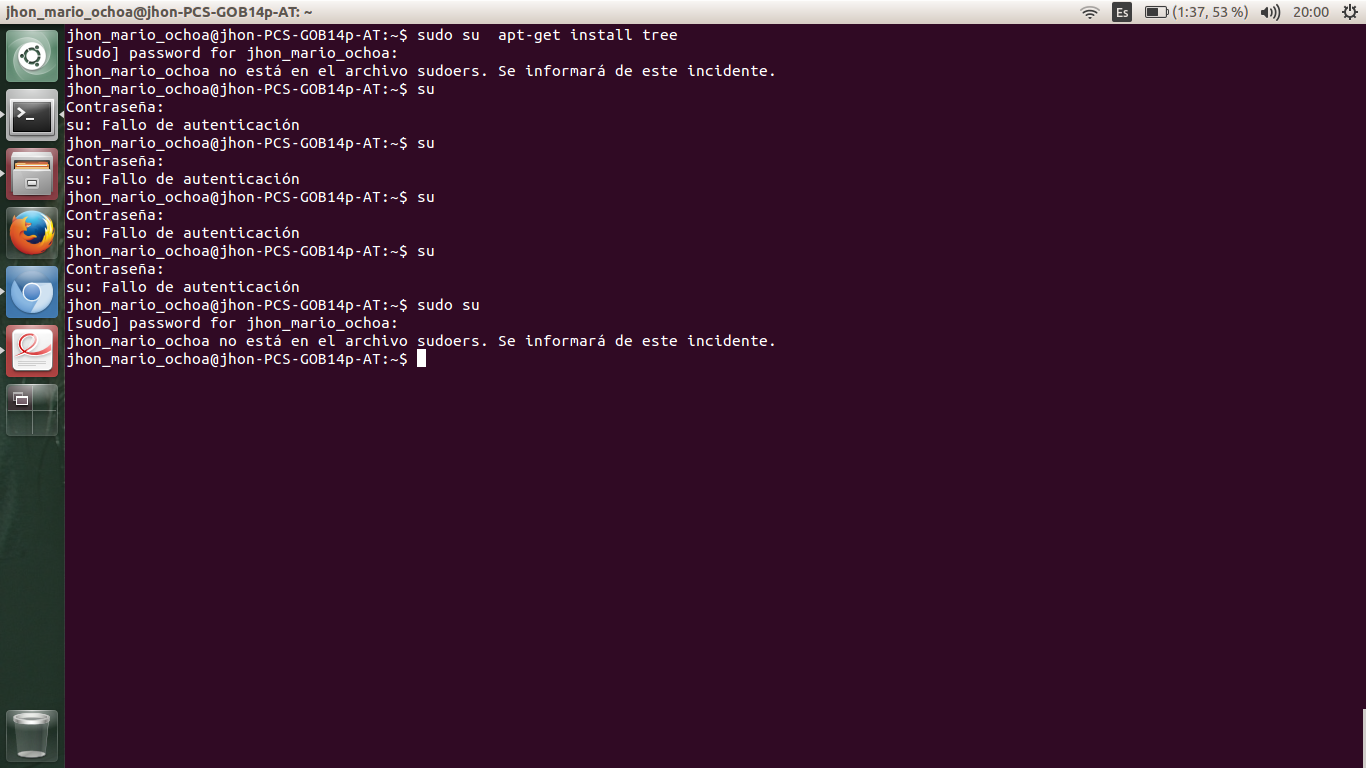 jhon_mario_ochoa@jhon-PCS-GOB14p-AT: ~
Es
(1:37, 53 %)
20:00
jhon_mario_ochoa@jhon-PCS-GOB14p-AT:~$ sudo su  apt-get install tree
[sudo] password for jhon_mario_ochoa:
jhon_mario_ochoa no está en el archivo sudoers. Se informará de este incidente.
jhon_mario_ochoa@jhon-PCS-GOB14p-AT:~$ su
Contraseña:
su: Fallo de autenticación
jhon_mario_ochoa@jhon-PCS-GOB14p-AT:~$ su
Contraseña:
su: Fallo de autenticación
jhon_mario_ochoa@jhon-PCS-GOB14p-AT:~$ su
Contraseña:
su: Fallo de autenticación
jhon_mario_ochoa@jhon-PCS-GOB14p-AT:~$ su
Contraseña:
su: Fallo de autenticación
jhon_mario_ochoa@jhon-PCS-GOB14p-AT:~$ sudo su
[sudo] password for jhon_mario_ochoa:
jhon_mario_ochoa no está en el archivo sudoers. Se informará de este incidente.
jhon_mario_ochoa@jhon-PCS-GOB14p-AT:~$